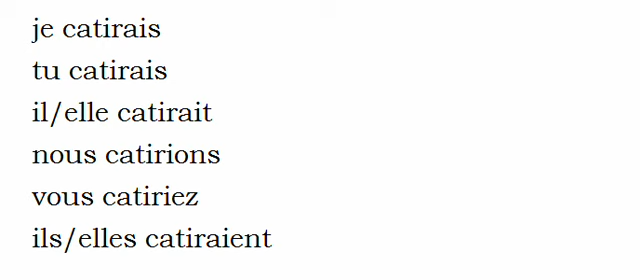 je catirais
tu catirais
il/elle catirait
nous catirions
vous catiriez
ils/elles catiraient